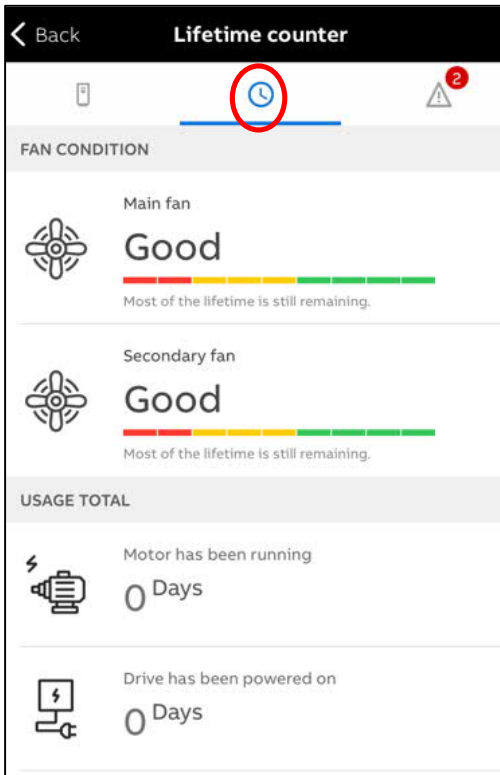 Back
Lifetime counter
2
FAN CONDITION
Main fan
Good
Most of the lifetime is still remaining.
Secondary fan
Good
Most of the lifetime is still remaining.
USAGE TOTAL
Motor has been running
0 Days
Drive has been powered on
0 Days